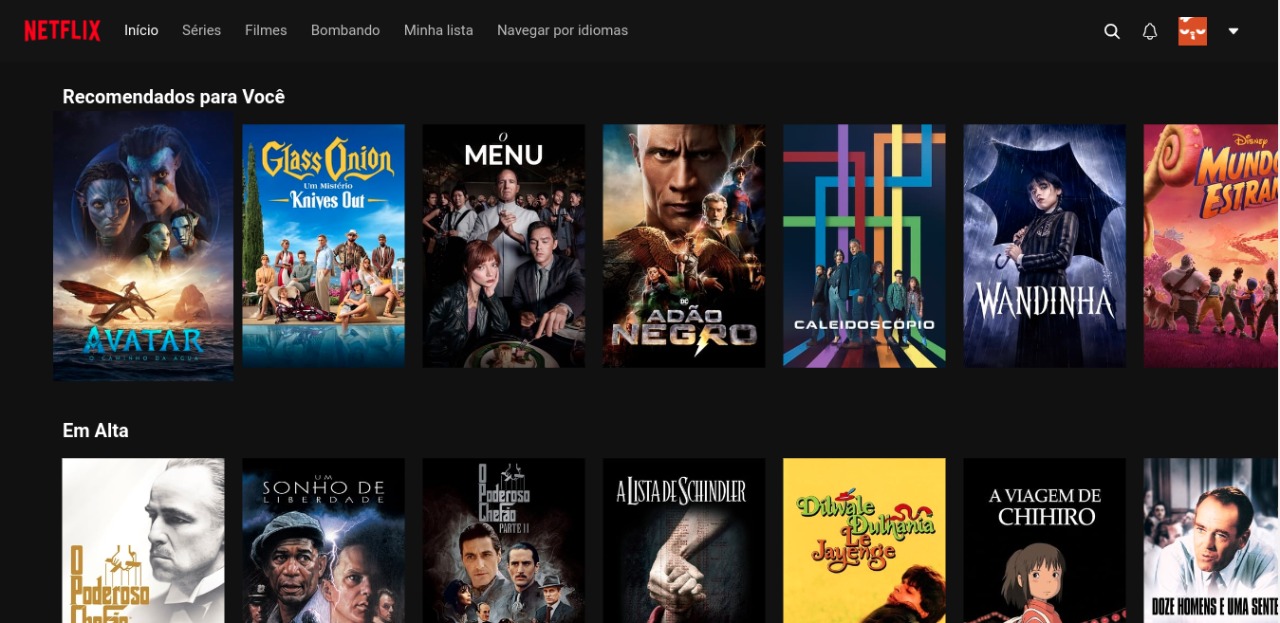 NETFLIX
Início
Séries
Filmes
Bombando
Minha lista
Navegar por idiomas
Recomendados para Você
AVATAR
O CAMINHO DA ÁGUA
Glass Onion
Um Mistério
Knives Out
O
MENU
DC
ADÃO
NEGRO
CALEIDOSCÓPIO
WANDINHA
Disney
MUNDO
Em Alta
O
Poderoso
Chefão
UM
SONHO DE
LIBERDADE
O
Poderoso
Chefão
PARTE II
A LISTA DE SCHINDLER
Dilwale
Dulhania
Le
Jayenge
A VIAGEM DE
CHIHIRO
DOZE HOMENS E UMA SENTE